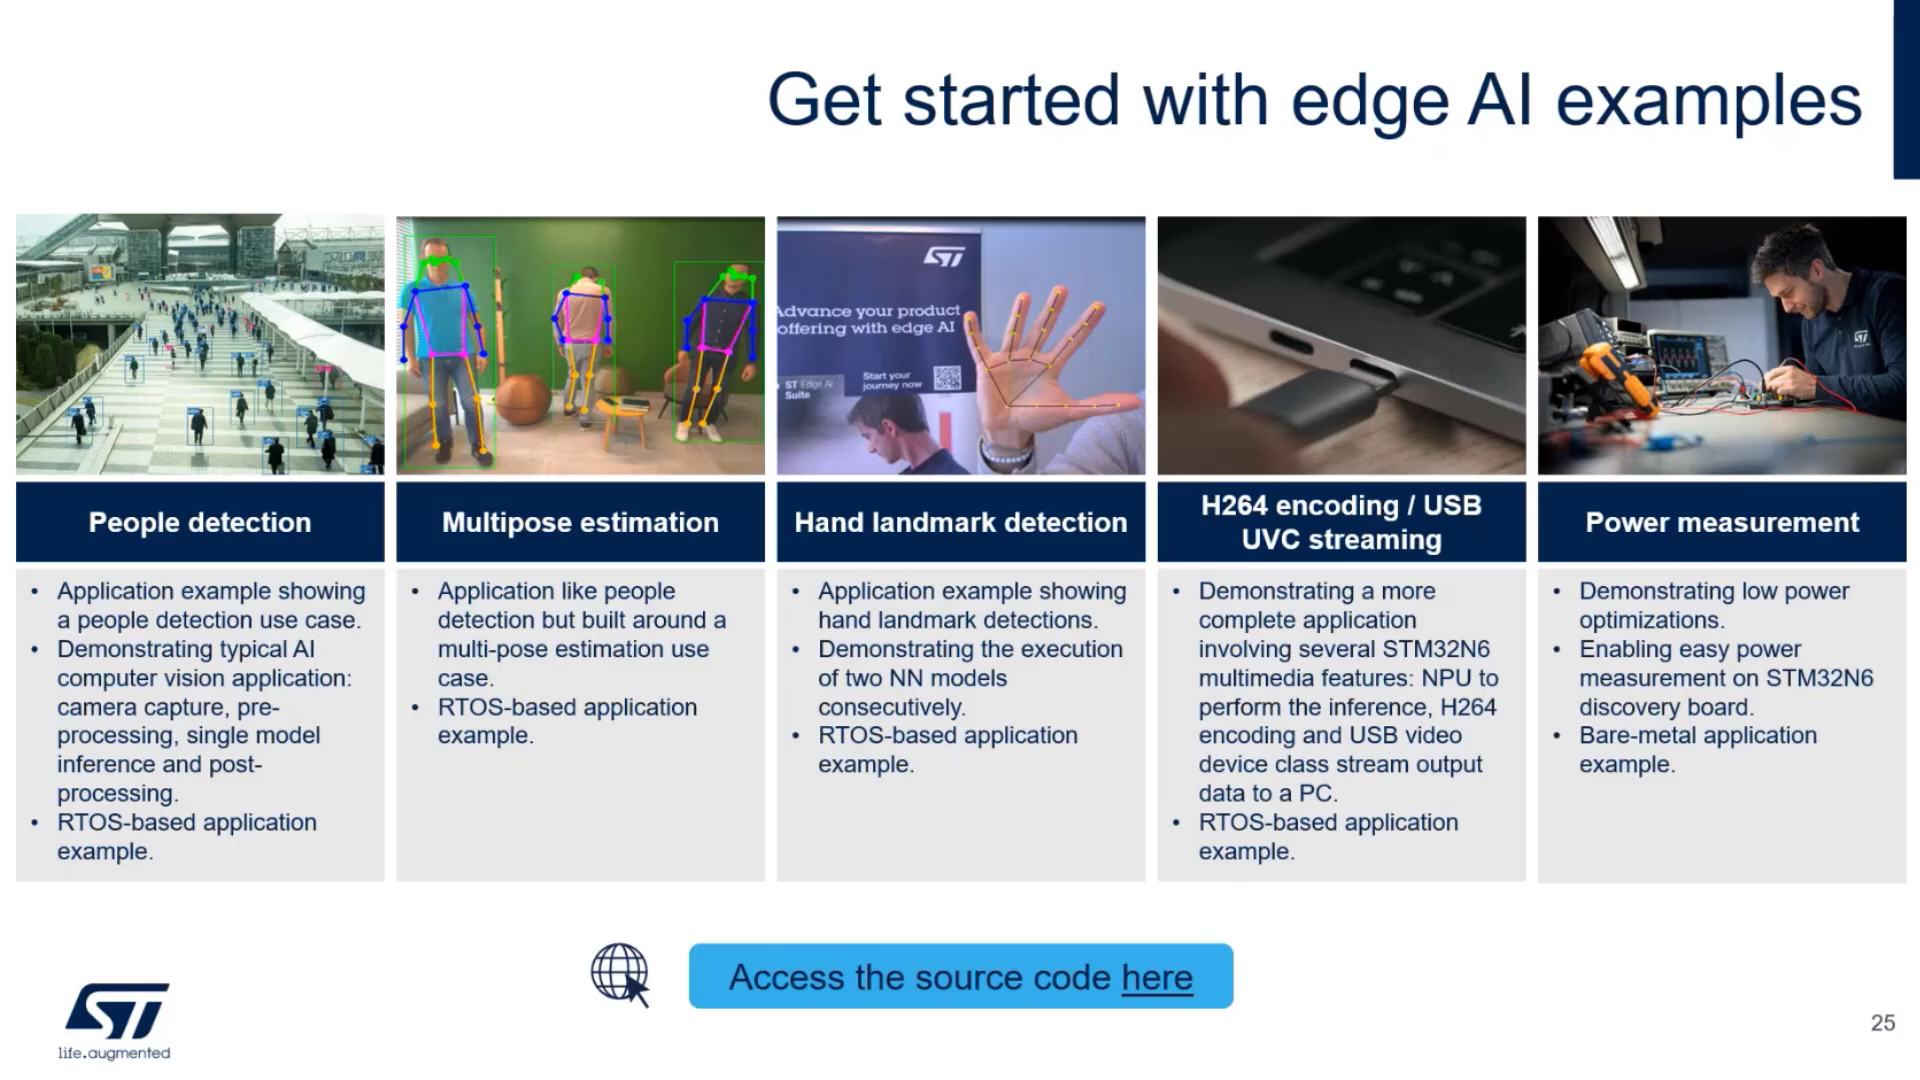 Get started with edge AI examples
ST
Advance your product
offering with edge AI
Start your
journey now
ST Edge AI
Suite
People detection
• Application example showing
a people detection use case.
• Demonstrating typical AI
computer vision application:
camera capture, pre-
processing, single model
inference and post-
processing.
• RTOS-based application
example.
Multipose estimation
• Application like people
detection but built around a
multi-pose estimation use
case.
• RTOS-based application
example.
Hand landmark detection
• Application example showing
hand landmark detections.
• Demonstrating the execution
of two NN models
consecutively.
• RTOS-based application
example.
H264 encoding / USB
UVC streaming
• Demonstrating a more
complete application
involving several STM32N6
multimedia features: NPU to
perform the inference, H264
encoding and USB video
device class stream output
data to a PC.
• RTOS-based application
example.
ST
Power measurement
• Demonstrating low power
optimizations.
• Enabling easy power
measurement on STM32N6
discovery board.
• Bare-metal application
example.
Access the source code here
ST
life.augmented
25